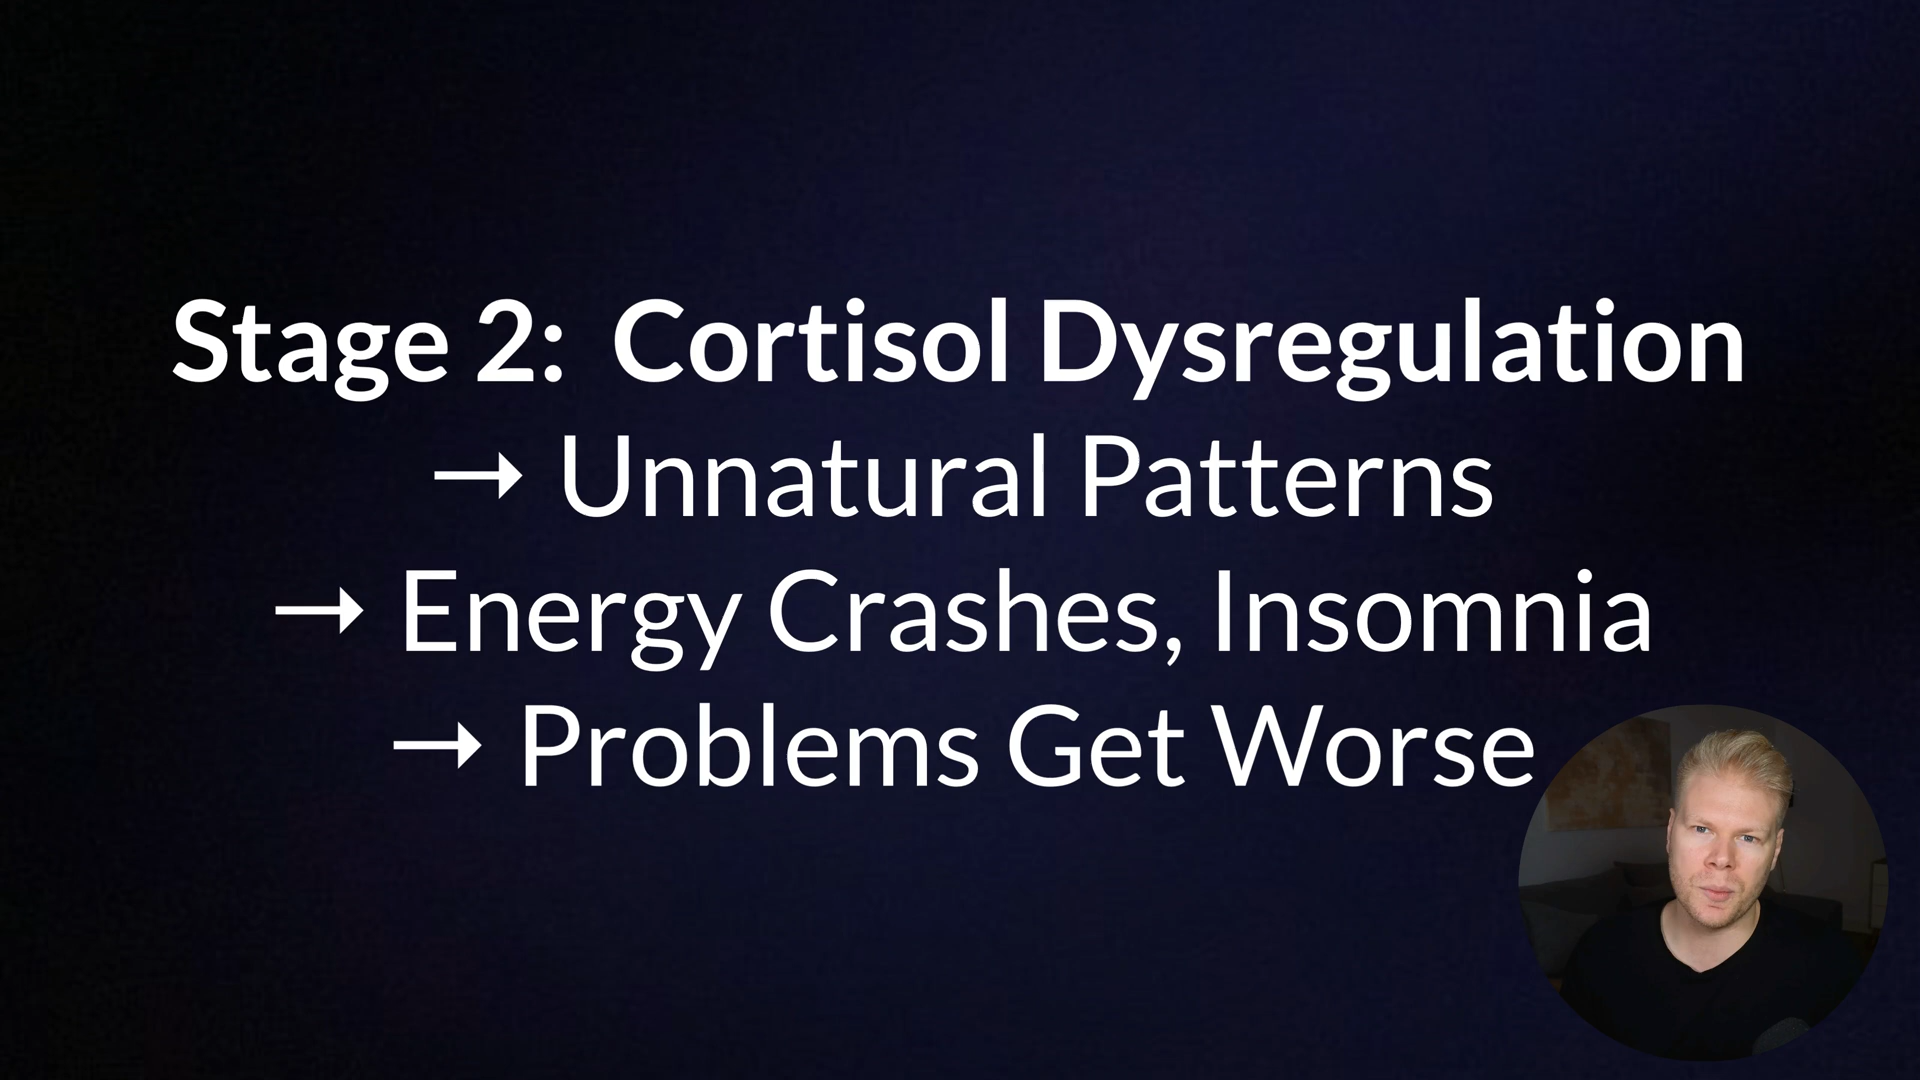 Stage 2: Cortisol Dysregulation
→ Unnatural Patterns
→ Energy Crashes, Insomnia
→ Problems Get Worse